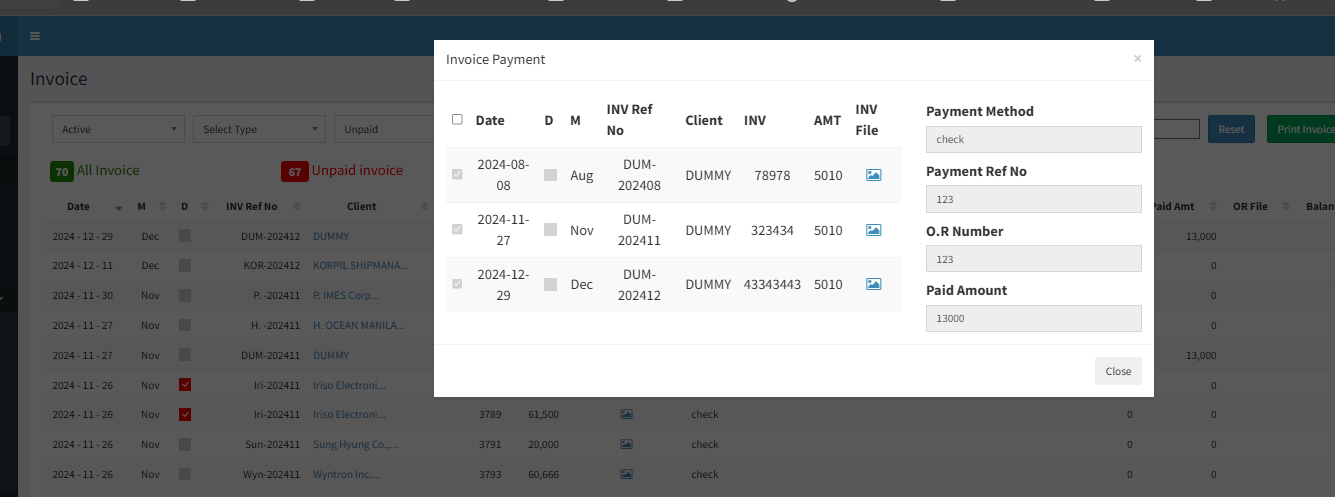 Invoice Payment ×
Invoice
Date D M INV Ref No Client INV AMT INV File
2024-08-08 Aug DUM-202408 DUMMY 78978 5010
2024-11-27 Nov DUM-202411 DUMMY 323434 5010
2024-12-29 Dec DUM-202412 DUMMY 43343443 5010
Payment Method
check
Payment Ref No
123
O.R Number
123
Paid Amount
13000
Close
Active Select Type Unpaid Reset Print Invoice
70 All Invoice 67 Unpaid invoice
Date M D INV Ref No Client Paid Amt OR File Balan
2024 - 12 - 29 Dec DUM-202412 DUMMY 13,000
2024 - 12 - 11 Dec KOR-202412 KORPIL SHIPMANA... 0
2024 - 11 - 30 Nov P. -202411 P. IMES Corp... 0
2024 - 11 - 27 Nov H. -202411 H. OCEAN MANILA... 0
2024 - 11 - 27 Nov DUM-202411 DUMMY 13,000
2024 - 11 - 26 Nov Iri-202411 Iriso Electroni... 0
2024 - 11 - 26 Nov Iri-202411 Iriso Electroni... 3789 61,500 check 0 0
2024 - 11 - 26 Nov Sun-202411 Sung Hyung Co.,... 3791 20,000 check 0 0
2024 - 11 - 26 Nov Wyn-202411 Wyntron Inc.... 3793 60,666 check 0 0